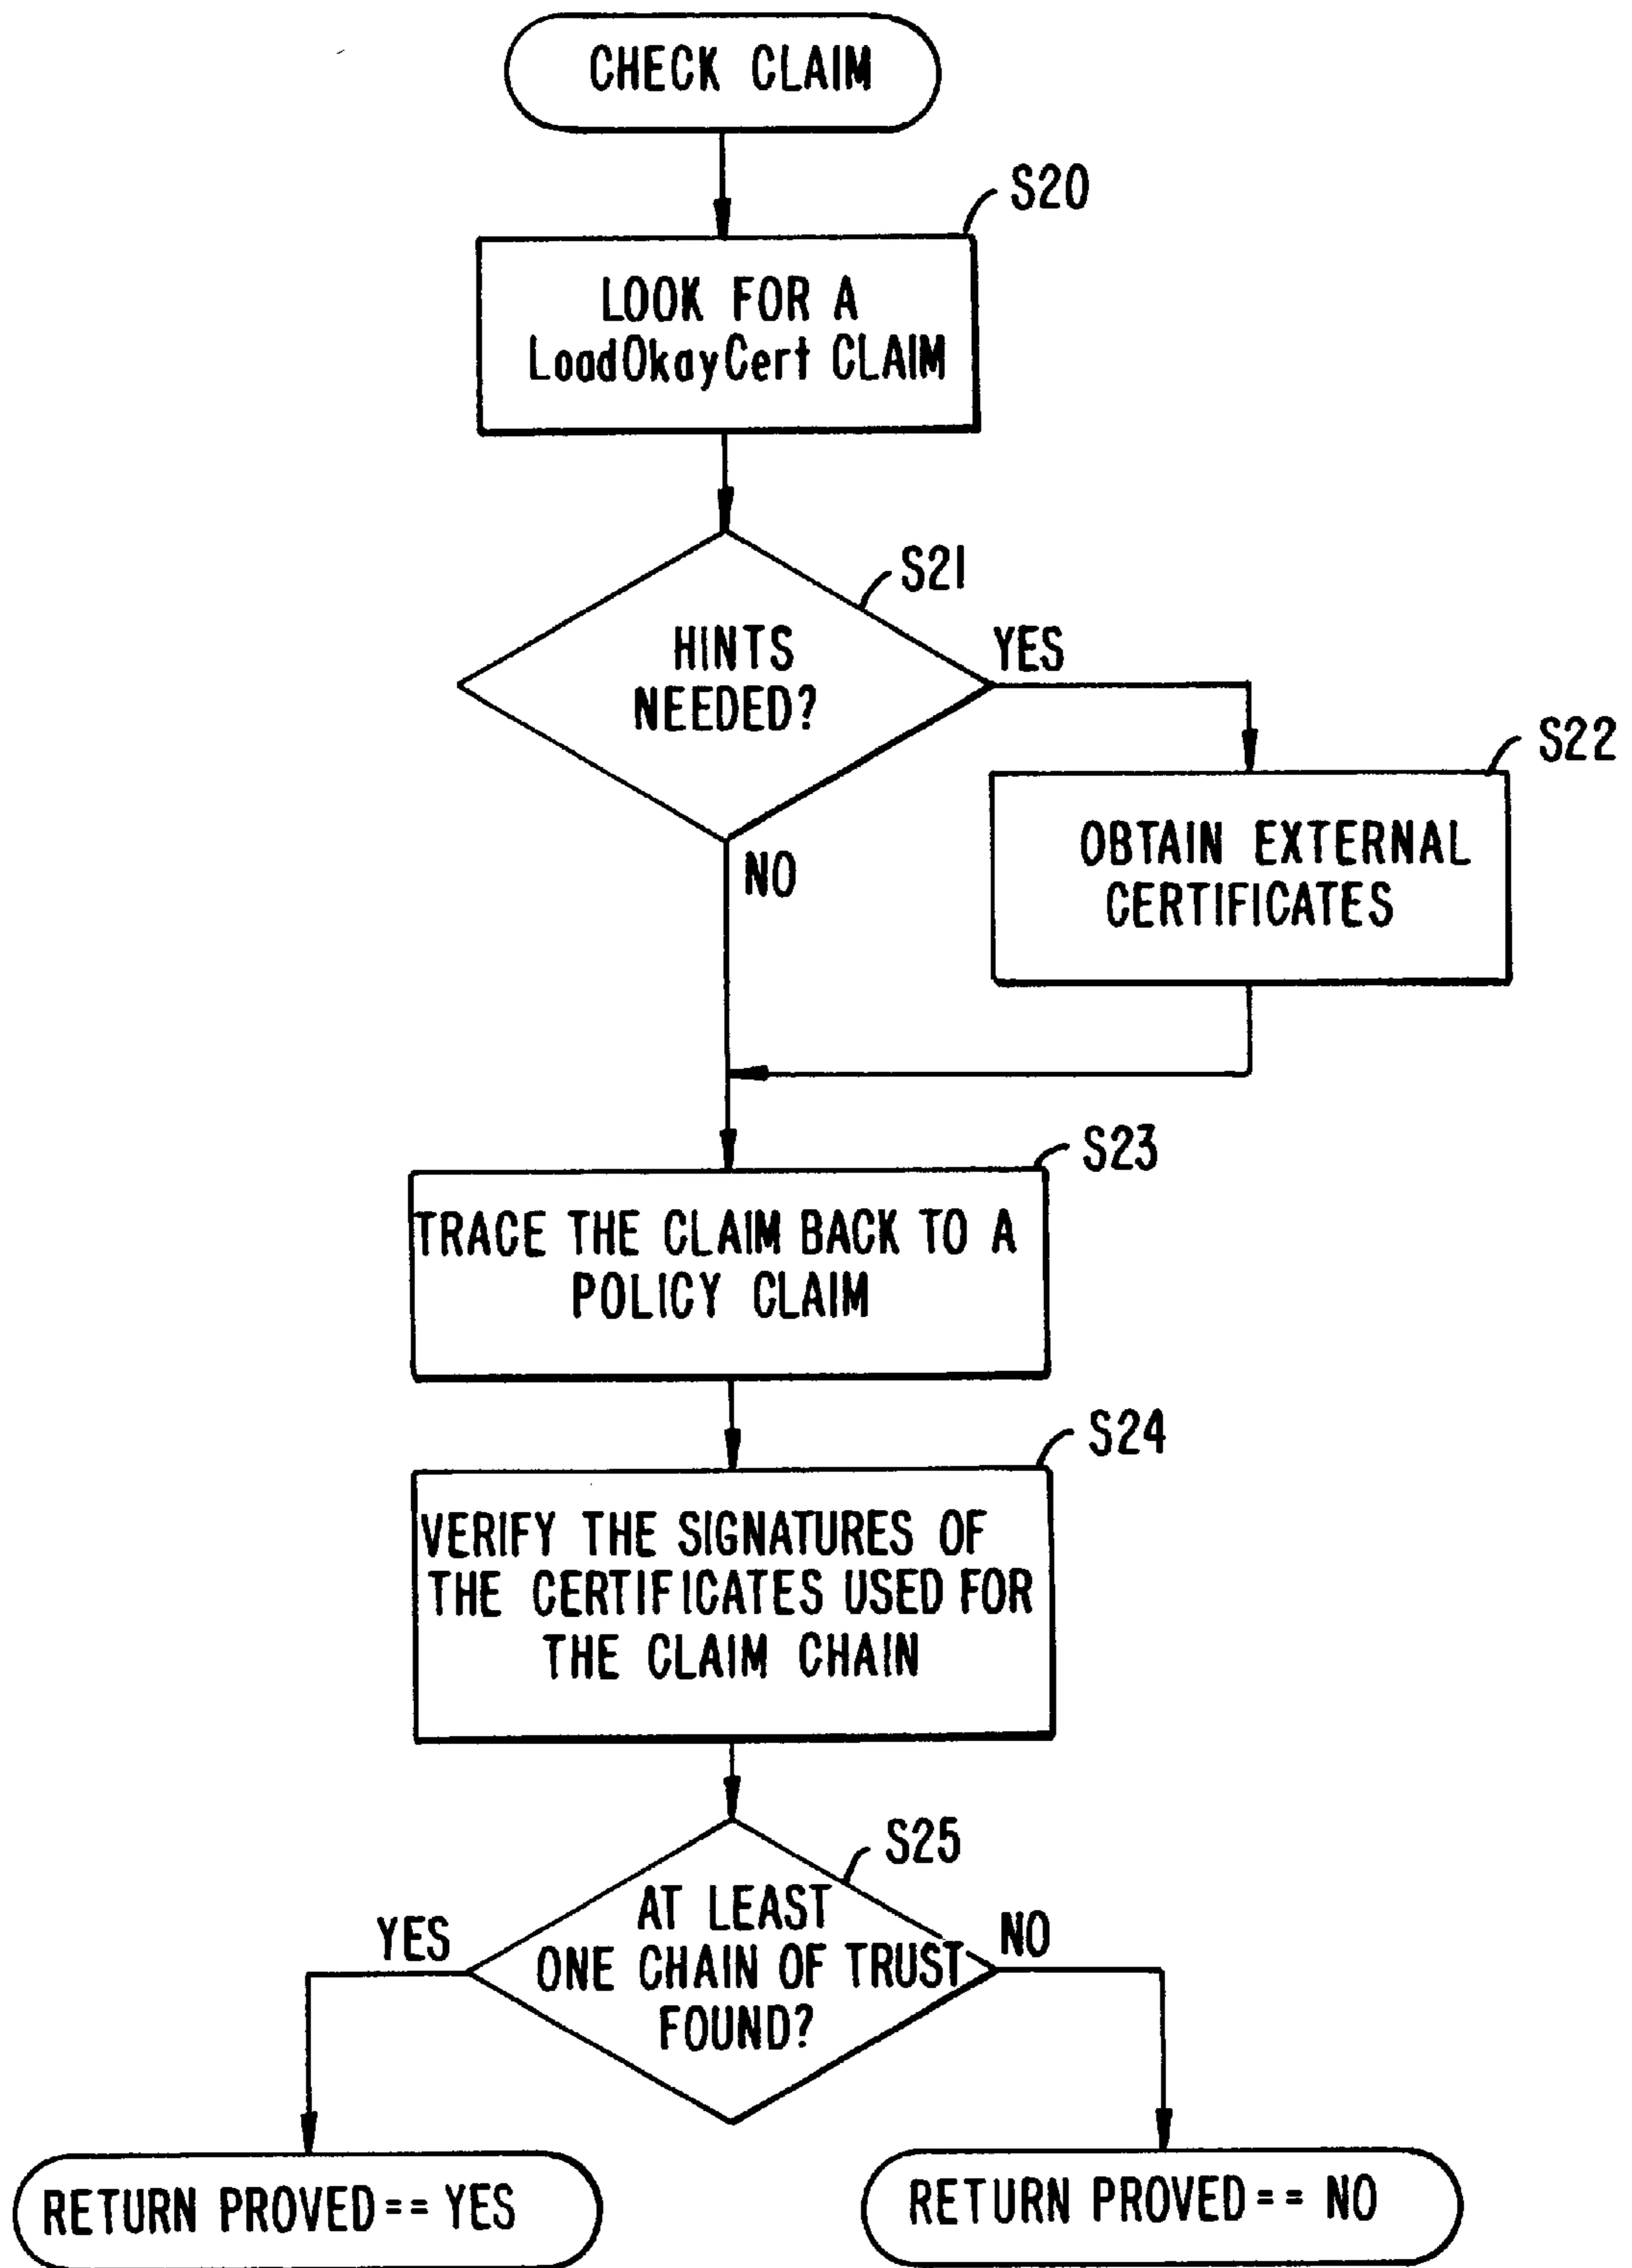 CHECK CLAIM
S20
LOOK FOR A
LoadOkayCert CLAIM
S21
HINTS
NEEDED?
YES
S22
OBTAIN EXTERNAL
CERTIFICATES
NO
S23
TRACE THE CLAIM BACK TO A
POLICY CLAIM
S24
VERIFY THE SIGNATURES OF
THE CERTIFICATES USED FOR
THE CLAIM CHAIN
S25
AT LEAST
ONE CHAIN OF TRUST
FOUND?
YES
NO
RETURN PROVED== YES
RETURN PROVED== NO